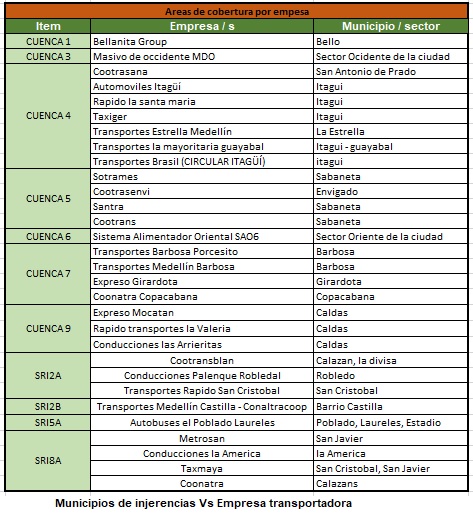 Areas de cobertura por empesa
Item Empresa / s Municipio / sector
CUENCA 1 Bellanita Group Bello
CUENCA 3 Masivo de occidente MDO Sector Ocidente de la ciudad
CUENCA 4 Cootrasana San Antonio de Prado
Automoviles Itagüí Itagui
Rapido la santa maria Itagui
Taxiger Itagui
Transportes Estrella Medellín La Estrella
Transportes la mayoritaria guayabal Itagui - guayabal
Transportes Brasil (CIRCULAR ITAGÜÍ) itagui
CUENCA 5 Sotrames Sabaneta
Cootrasenvi Envigado
Santra Sabaneta
Cootrans Sabaneta
CUENCA 6 Sistema Alimentador Oriental SAO6 Sector Oriente de la ciudad
CUENCA 7 Transportes Barbosa Porcesito Barbosa
Transportes Medellín Barbosa Barbosa
Expreso Girardota Girardota
Coonatra Copacabana Copacabana
CUENCA 9 Expreso Mocatan Caldas
Rapido transportes la Valeria Caldas
Conducciones las Arrieritas Caldas
SRI2A Cootransblan Calazan, la divisa
Conducciones Palenque Robledal Robledo
Transportes Rapido San Cristobal San Cristobal
SRI2B Transportes Medellín Castilla - Conaltracoop Barrio Castilla
SRI5A Autobuses el Poblado Laureles Poblado, Laureles, Estadio
SRI8A Metrosan San Javier
Conducciones la America la America
Taxmaya San Cristobal, San Javier
Coonatra Calazans
Municipios de injerencias Vs Empresa transportadora